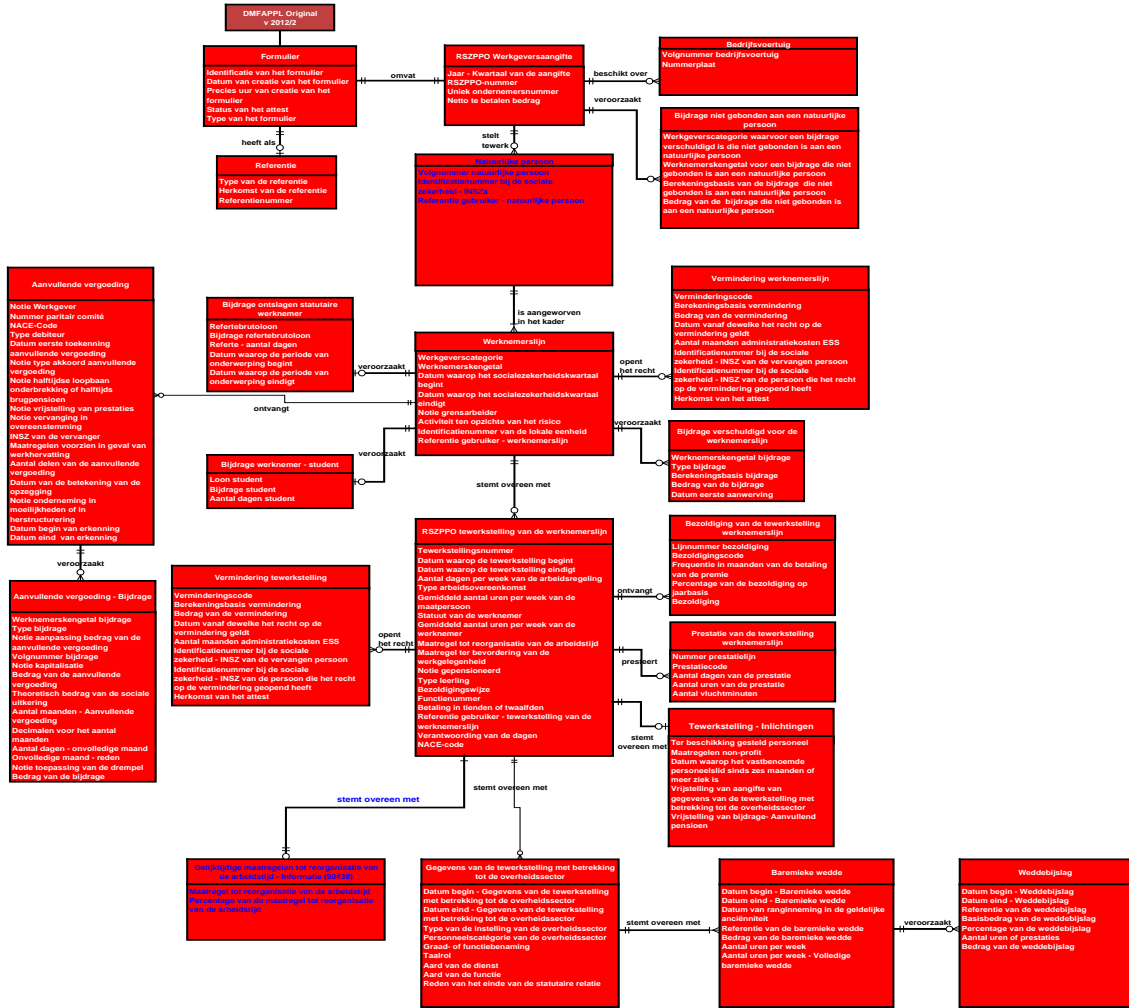 DMFAPPL Original
v 2012/2
Formulier
Identificatie van het formulier
Datum van creatie van het formulier
Precies uur van creatie van het
formulier
Status van het attest
Type van het formulier
omvat
RSZPPO Werkgeversaangifte
Jaar - Kwartaal van de aangifte
RSZPPO-nummer
Uniek ondernemersnummer
Netto te betalen bedrag
beschikt over
Bedrijfsvoertuig
Volgnummer bedrijfsvoertuig
Nummerplaat
veroorzaakt
Bijdrage niet gebonden aan een natuurlijke
persoon
Werkgeverscategorie waarvoor een bijdrage
verschuldigd is die niet gebonden is aan een
natuurlijke persoon
Werknemerskengetal voor een bijdrage die niet
gebonden is aan een natuurlijke persoon
Berekeningbasis van de bijdrage  die niet
gebonden is aan een natuurlijke persoon
Bedrag van de  bijdrage die niet gebonden is
aan een natuurlijke persoon
heeft als
Referentie
Type van de referentie
Herkomst van de referentie
Referentienummer
stelt
tewerk
Natuurlijke persoon
Volgnummer natuurlijke persoon
Identificatienummer bij de sociale
zekerheid - INSZa
Referentie gebruiker - natuurlijke persoon
is aangeworven
in het kader
Aanvullende vergoeding
Notie Werkgever
Nummer paritair comité
NACE-Code
Type debiteur
Datum eerste toekenning
aanvullende vergoeding
Notie type akkoord aanvullende
vergoeding
Notie halftijdse loopbaan
onderbrekking of halftijds
brugpensioen
Notie vrijstelling van prestaties
Notie vervanging in
overeenstemming
INSZ van de vervanger
Maatregelen voorzien in geval van
werkhervatting
Aantal delen van de aanvullende
vergoeding
Datum van de betekening van de
opzegging
Notie onderneming in
moeilijkheden of in
herstructurering
Datum begin van erkenning
Datum eind  van erkenning
Bijdrage ontslagen statutaire
werknemer
Refertebrutoloon
Bijdrage refertebrutoloon
Referte - aantal dagen
Datum waarop de periode van
onderwerping begint
Datum waarop de periode van
onderwerping eindigt
veroorzaakt
ontvangt
Werknemerslijn
Werkgeverscategorie
Werknemerskengetal
Datum waarop het socialezekerheidskwartaal
begint
Datum waarop het socialezekerheidskwartaal
eindigt
Notie grensarbeider
Activiteit ten opzichte van het risico
Identificatienummer van de lokale eenheid
Referentie gebruiker - werknemerslijn
opent
het recht
Vermindering werknemerslijn
Verminderingscode
Berekeningsbasis vermindering
Bedrag van de vermindering
Datum vanaf dewelke het recht op de
vermindering geldt
Aantal maanden administratiekosten ESS
Identificatienummer bij de sociale
zekerheid - INSZ van de vervangen persoon
Identificatienummer bij de sociale
zekerheid - INSZ van de persoon die het recht
op de vermindering geopend heeft
Herkomst van het attest
veroorzaakt
Bijdrage verschuldigd voor de
werknemerslijn
Werknemerskengetal bijdrage
Type bijdrage
Berekeningsbasis bijdrage
Bedrag van de bijdrage
Datum eerste aanwerving
veroorzaakt
Bijdrage werknemer - student
Loon student
Bijdrage student
Aantal dagen student
stemt overeen met
RSZPPO tewerkstelling van de werknemerslijn
Tewerkstellingsnummer
Datum waarop de tewerkstelling begint
Datum waarop de tewerkstelling eindigt
Aantal dagen per week van de arbeidsregeling
Type arbeidsovereenkomst
Gemiddeld aantal uren per week van de
maatpersoon
Statuut van de werknemer
Gemiddeld aantal uren per week van de
werknemer
Maatregel tot reorganisatie van de arbeidstijd
Maatregel ter bevordering van de
werkgelegenheid
Notie gepensioneerd
Type leerling
Bezoldigingswijze
Functienummer
Betaling in tienden of twaalfden
Referentie gebruiker - tewerkstelling van de
werknemerslijn
Verantwoording van de dagen
NACE-code
ontvangt
Bezoldiging van de tewerkstelling
werknemerslijn
Lijnnummer bezoldiging
Bezoldigingscode
Frequentie in maanden van de betaling
van de premie
Percentage van de bezoldiging op
jaarbasis
Bezoldiging
presteert
Prestatie van de tewerkstelling
werknemerslijn
Nummer prestatielijn
Prestatiecode
Aantal dagen van de prestatie
Aantal uren van de prestatie
Aantal vluchtminuten
stemt
overeen met
Tewerkstelling - Inlichtingen
Ter beschikking gesteld personeel
Maatregelen non-profit
Datum waarop het vastbenoemde
personeelslid sinds zes maanden of
meer ziek is
Vrijstelling van aangifte van
gegevens van de tewerkstelling met
betrekking tot de overheidssector
Vrijstelling van bijdrage- Aanvullend
pensioen
veroorzaakt
Aanvullende vergoeding - Bijdrage
Werknemerskengetal bijdrage
Type bijdrage
Notie aanpassing bedrag van de
aanvullende vergoeding
Volgnummer bijdrage
Notie kapitalisatie
Bedrag van de aanvullende
vergoeding
Theoretisch bedrag van de sociale
uitkering
Aantal maanden - Aanvullende
vergoeding
Decimalen voor het aantal
maanden
Aantal dagen - onvolledige maand
Onvolledige maand - reden
Notie toepassing van de drempel
Bedrag van de bijdrage
Vermindering tewerkstelling
Verminderingscode
Berekeningsbasis vermindering
Bedrag van de vermindering
Datum vanaf dewelke het recht op de
vermindering geldt
Aantal maanden administratiekosten ESS
Identificatienummer bij de sociale
zekerheid - INSZ van de vervangen persoon
Identificatienummer bij de sociale
zekerheid - INSZ van de persoon die het recht
op de vermindering geopend heeft
Herkomst van het attest
opent
het recht
stemt overeen met
stemt overeen met
Gelijktijdige maatregelen tot reorganisatie van
de arbeidstijd - Informatie (90438)
Maatregel tot reorganisatie van de arbeidstijd
Percentage van de maatregel tot reorganisatie
van de arbeidstijd
Gegevens van de tewerkstelling met betrekking
tot de overheidssector
Datum begin - Gegevens van de tewerkstelling
met betrekking tot de overheidssector
Datum eind - Gegevens van de tewerkstelling
met betrekking tot de overheidssector
Type van de instelling van de overheidssector
Personeelscatégorie van de overheidssector
Graad- of functiebenaming
Taalrol
Aard van de dienst
Aard van de functie
Reden van het einde van de statutaire relatie
stemt overeen met
Baremieke wedde
Datum begin - Baremieke wedde
Datum eind - Baremieke wedde
Datum van ranginneming in de geldelijke
anciënniteit
Referentie van de baremieke wedde
Bedrag van de baremieke wedde
Aantal uren per week
Aantal uren per week - Volledige
baremieke wedde
veroorzaakt
Weddebijslag
Datum begin - Weddebijslag
Datum eind - Weddebijslag
Referentie van de weddebijslag
Basisbedrag van de weddebijslag
Percentage van de weddebijslag
Aantal uren of prestaties
Bedrag van de weddebijslag